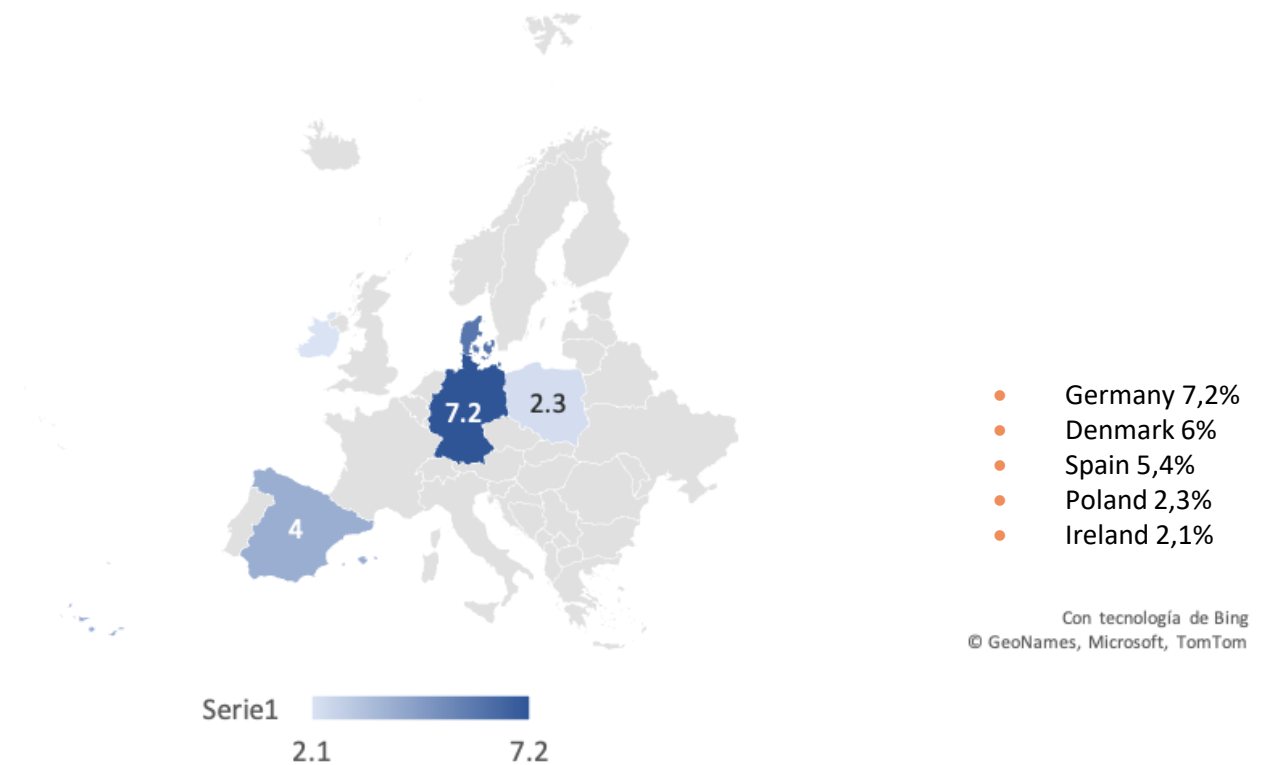 7.2
2.3
4
• Germany 7,2%
• Denmark 6%
• Spain 5,4%
• Poland 2,3%
• Ireland 2,1%
Con tecnología de Bing
© GeoNames, Microsoft, TomTom
Serie1
2.1 7.2